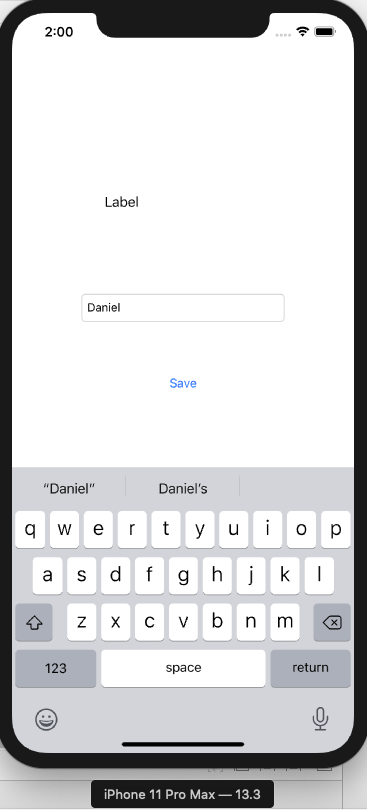 2:00
Label
Daniel
Save
“Daniel” Daniel's
q w e r t y u i o p
a s d f g h j k l
z x c v b n m
123 space return
iPhone 11 Pro Max — 13.3